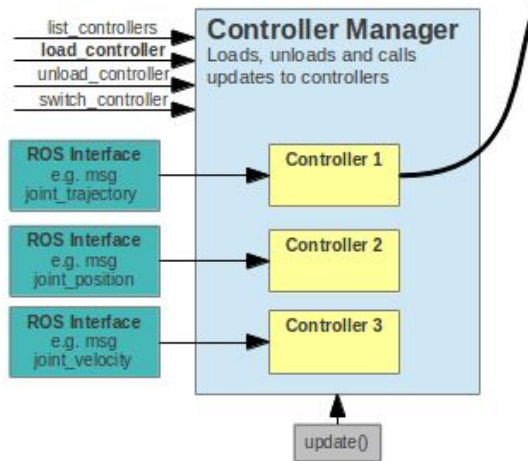 list_controllers
load_controller
unload_controller
switch_controller
Controller Manager
Loads, unloads and calls
updates to controllers
ROS Interface
e.g. msg
joint_trajectory
Controller 1
ROS Interface
e.g. msg
joint_position
Controller 2
ROS Interface
e.g. msg
joint_velocity
Controller 3
update()